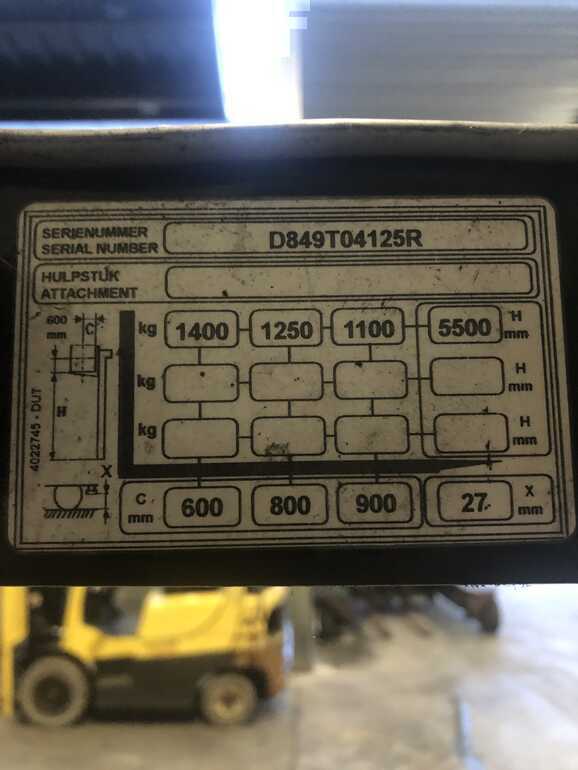 SERIENUMMER
SERIAL NUMBER
D849T04125R
HULPSTUK
ATTACHMENT
600
mm
C
kg 1400 1250 1100 5500 H
mm
kg H
mm
H
kg H
mm
X
C
mm 600 800 900 27 X
mm
4022745 - DUT